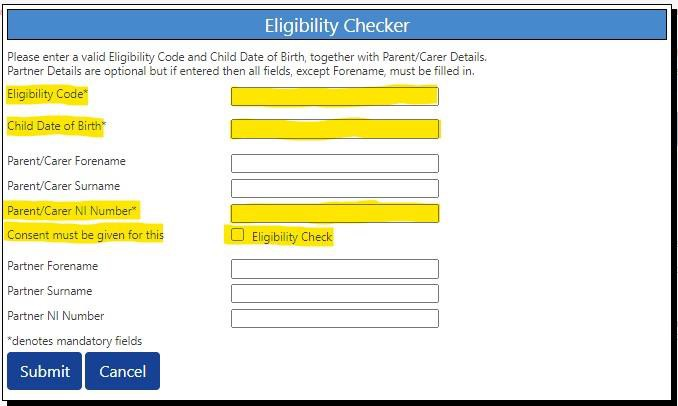 Eligibility Checker
Please enter a valid Eligibility Code and Child Date of Birth, together with Parent/Carer Details.
Partner Details are optional but if entered then all fields, except Forename, must be filled in.
Eligibility Code*
Child Date of Birth*
Parent/Carer Forename
Parent/Carer Surname
Parent/Carer NI Number*
Consent must be given for this Eligibility Check
Partner Forename
Partner Surname
Partner NI Number
*denotes mandatory fields
Submit Cancel